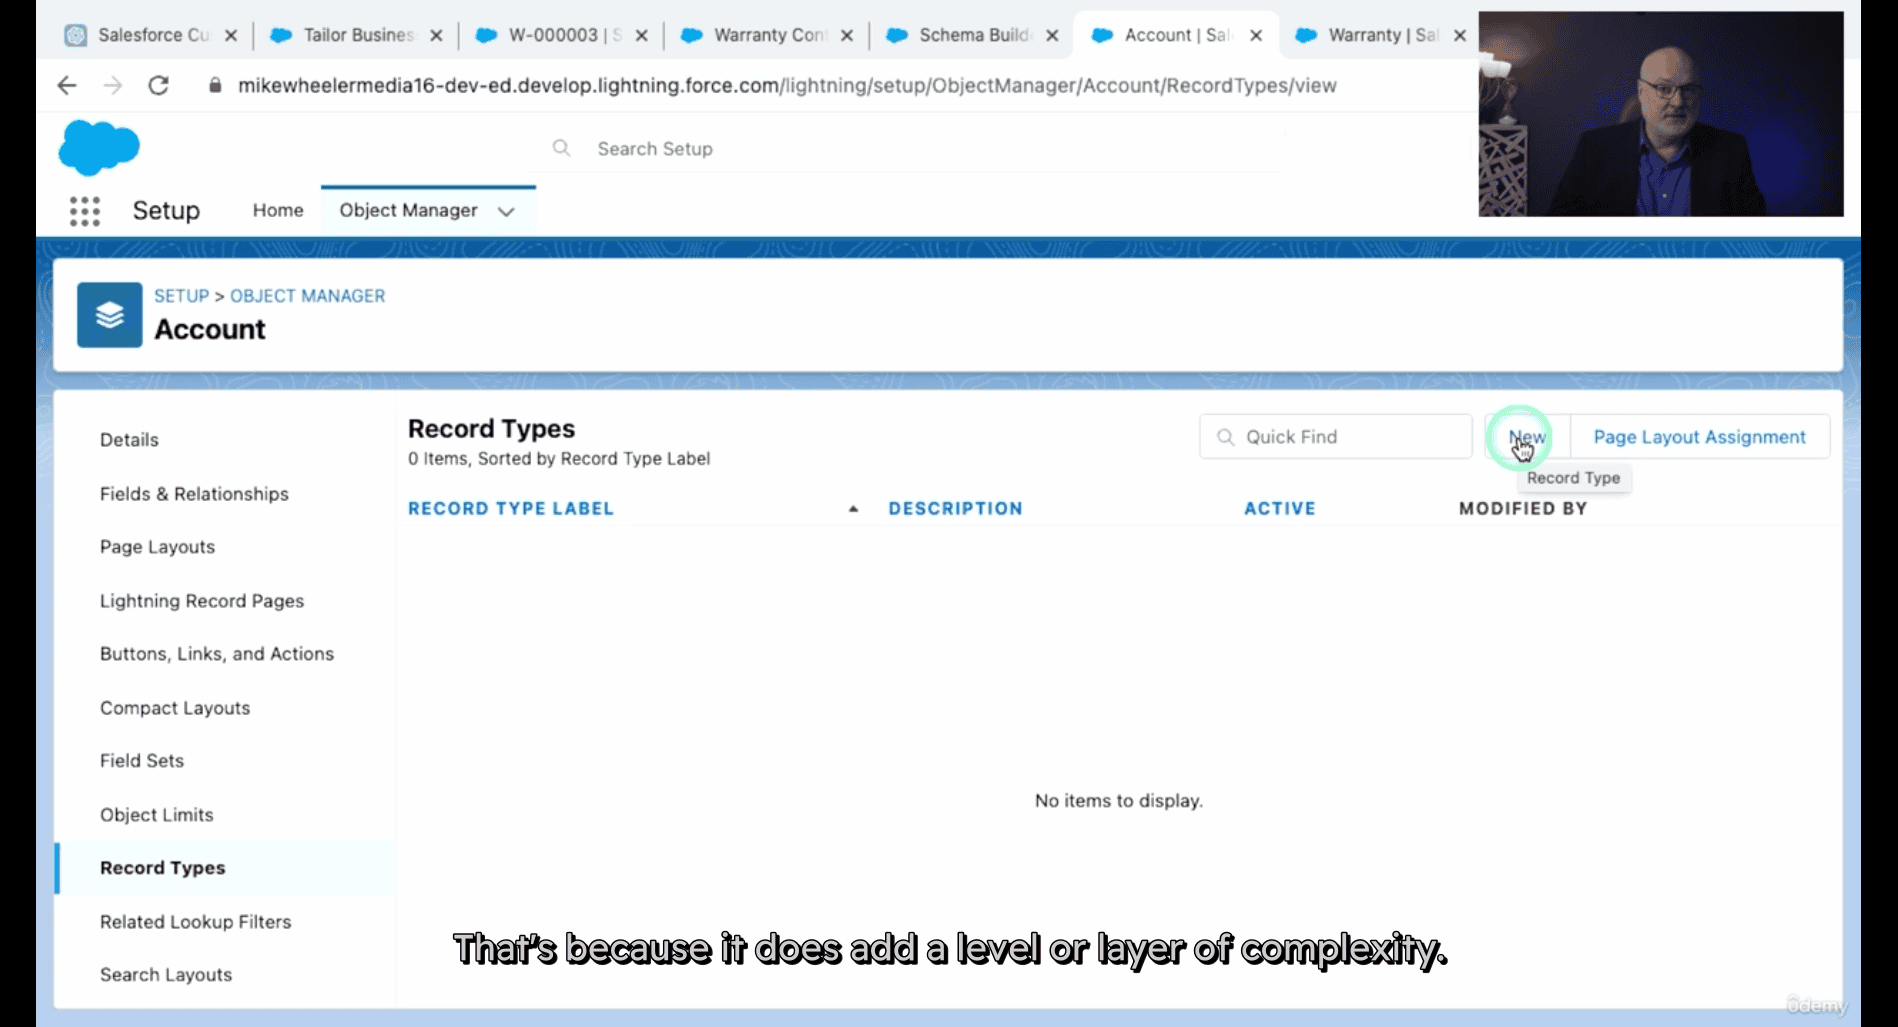 Salesforce Cu
Tailor Busines
W-000003 | S
Warranty Con
Schema Build
Account | Sal
Warranty | Sal
mikewheelermedia16-dev-ed.develop.lightning.force.com/lightning/setup/ObjectManager/Account/RecordTypes/view
Search Setup
Setup
Home
Object Manager
SETUP > OBJECT MANAGER
Account
Details
Fields & Relationships
Page Layouts
Lightning Record Pages
Buttons, Links, and Actions
Compact Layouts
Field Sets
Object Limits
Record Types
Related Lookup Filters
Search Layouts
Record Types
0 Items, Sorted by Record Type Label
Quick Find
New
Page Layout Assignment
Record Type
RECORD TYPE LABEL
DESCRIPTION
ACTIVE
MODIFIED BY
No items to display.
That's because it does add a level or layer of complexity.
ûdemy